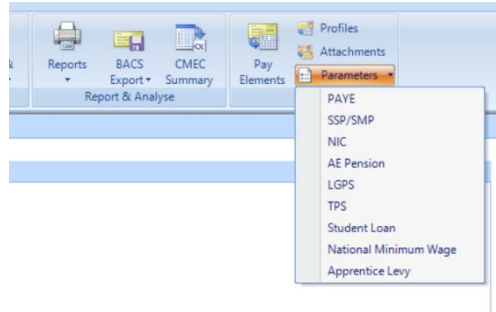 Reports
BACS
Export
CMEC
Summary
Report & Analyse
Pay
Elements
Profiles
Attachments
Parameters
PAYE
SSP/SMP
NIC
AE Pension
LGPS
TPS
Student Loan
National Minimum Wage
Apprentice Levy